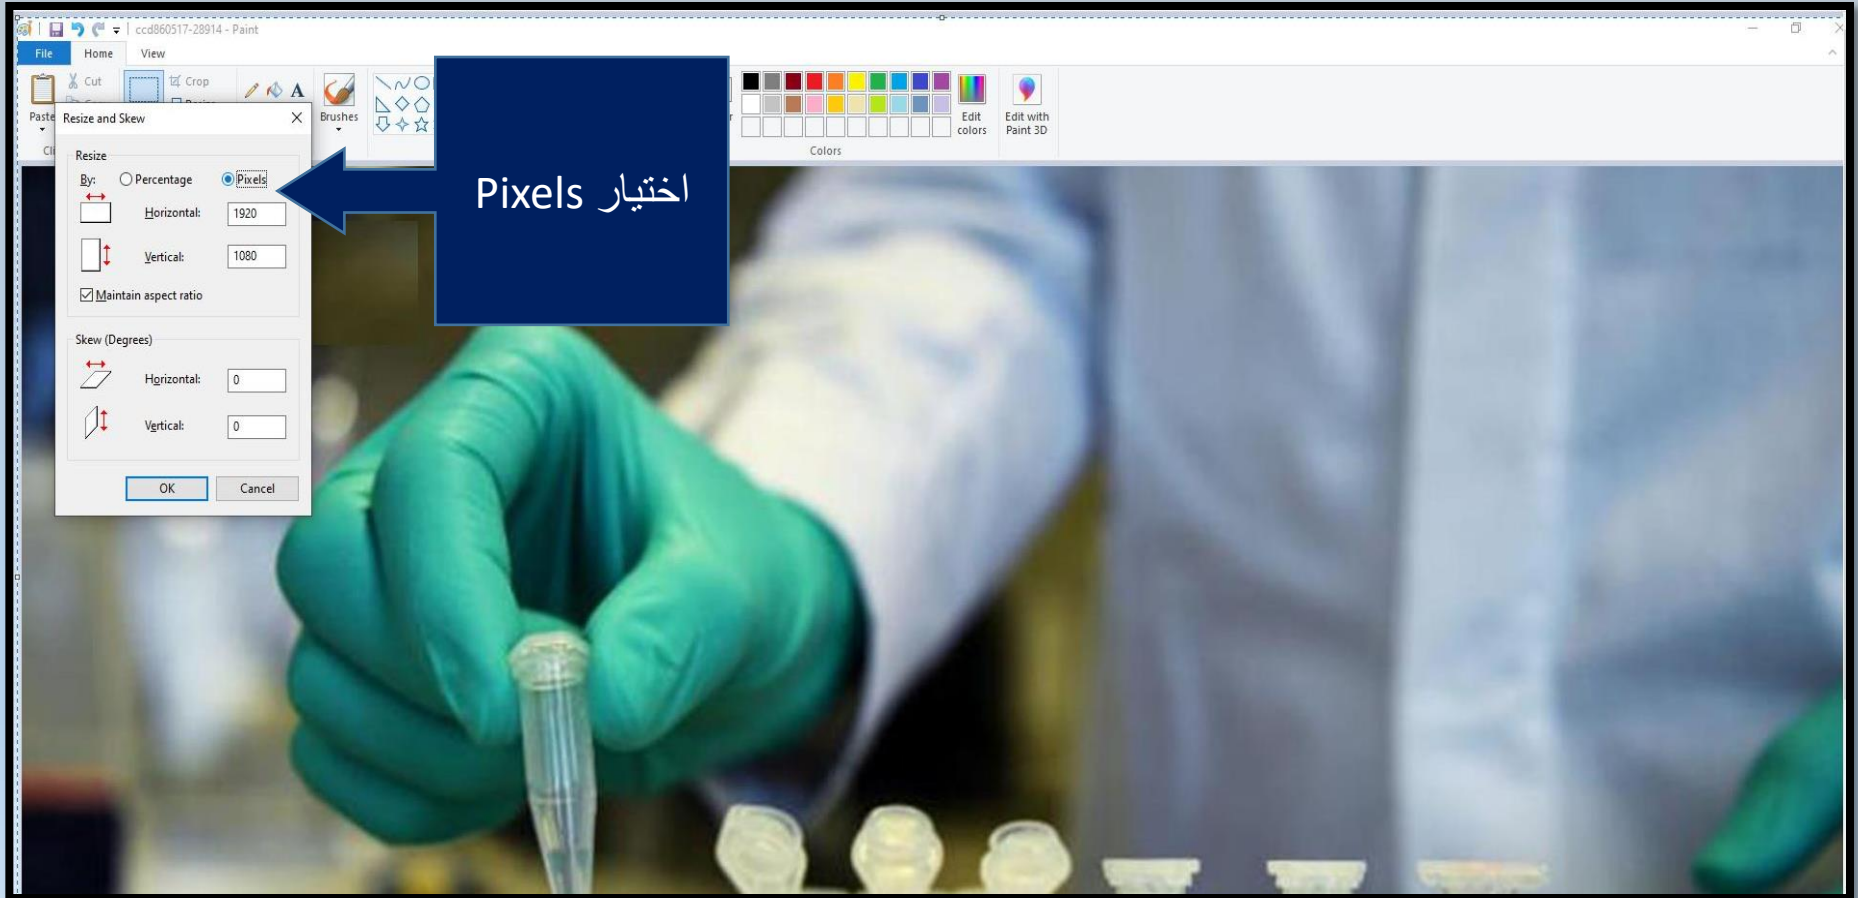 ccd860517-28914 - Paint
File Home View
Cut
Crop
Paste
Brushes
Edit colors
Edit with Paint 3D
Colors
Resize and Skew
Resize
By: Percentage Pixels
Horizontal: 1920
Vertical: 1080
Maintain aspect ratio
Skew (Degrees)
Horizontal: 0
Vertical: 0
OK Cancel
اختيار Pixels